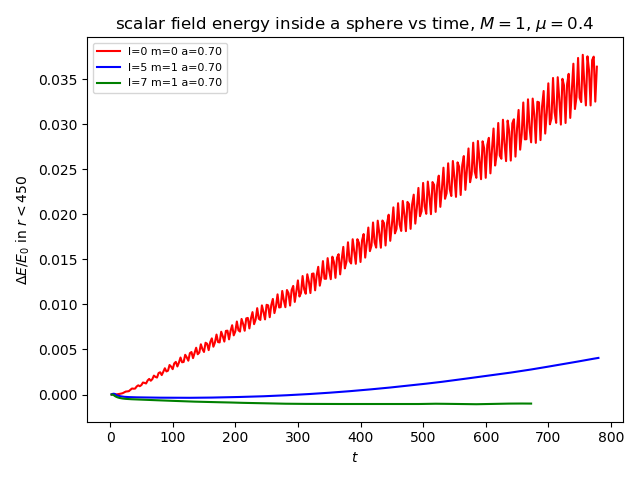 scalar field energy inside a sphere vs time, M = 1, μ = 0.4
l=0 m=0 a=0.70
l=5 m=1 a=0.70
l=7 m=1 a=0.70
0.035
0.030
0.025
0.020
0.015
0.010
0.005
0.000
ΔE/E₀ in r < 450
0 100 200 300 400 500 600 700 800
t